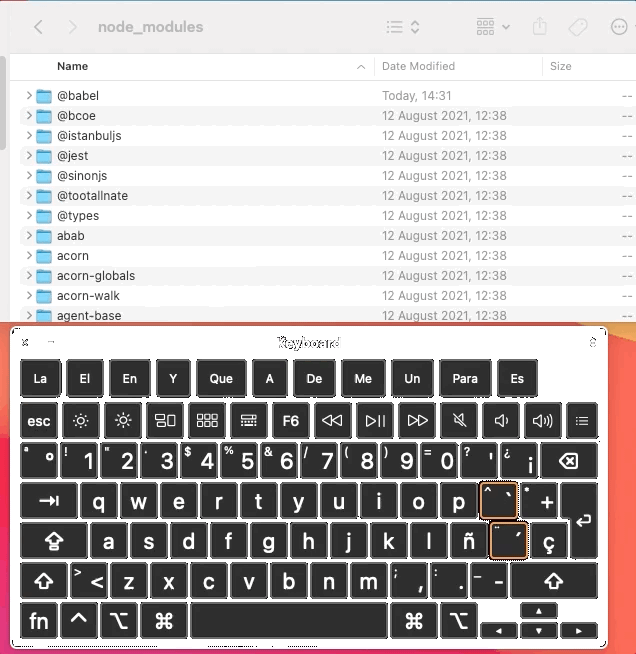 node_modules
Name Date Modified Size
@babel Today, 14:31 --
@bcoe 12 August 2021, 12:38 --
@istanbuljs 12 August 2021, 12:38 --
@jest 12 August 2021, 12:38 --
@sinonjs 12 August 2021, 12:38 --
@tootallnate 12 August 2021, 12:38 --
@types 12 August 2021, 12:38 --
abab 12 August 2021, 12:38 --
acorn 12 August 2021, 12:38 --
acorn-globals 12 August 2021, 12:38 --
acorn-walk 12 August 2021, 12:38 --
agent-base 12 August 2021, 12:38 --
Keyboard
La El En Y Que A De Me Un Para Es
esc F6
ª º ! 1 " 2 · 3 $ 4 % 5 & 6 / 7 ( 8 ) 9 = 0 ? ' ¿ ¡
q w e r t y u i o p ^ ` * +
a s d f g h j k l ñ ¨ ´ ç
> < z x c v b n m ; , : . _ -
fn ^ ⌥ ⌘ ⌘ ⌥